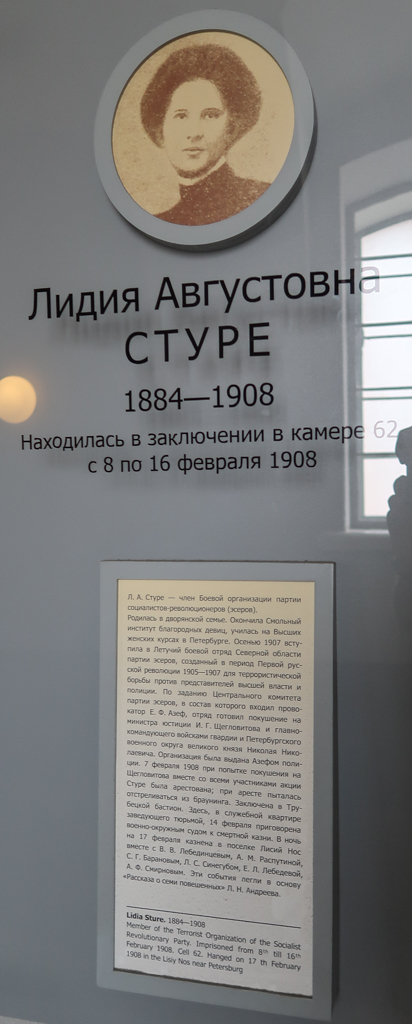 Лидия Августовна
СТУРЕ
1884—1908
Находилась в заключении в камере 62
с 8 по 16 февраля 1908
Л. А. Стуре — член Боевой организации партии
социалистов-революционеров (эсеров).
Родилась в дворянской семье. Окончила Смольный
институт благородных девиц, училась на Высших
женских курсах в Петербурге. Осенью 1907 всту-
пила в Летучий боевой отряд Северной области
партии эсеров, созданный в период Первой рус-
ской революции 1905—1907 для террористической
борьбы против представителей высшей власти и
полиции. По заданию Центрального комитета
партии эсеров, в состав которого входил прово-
катор Е. Ф. Азеф, отряд готовил покушение на
министра юстиции И. Г. Щегловитова и главно-
командующего войсками гвардии и Петербургского
военного округа великого князя Николая Нико-
лаевича. Организация была выдана Азефом поли-
ции. 7 февраля 1908 при попытке покушения на
Щегловитова вместе со всеми участниками акции
Стуре была арестована; при аресте пыталась
отстреливаться из браунинга. Заключена в Тру-
бецкой бастион. Здесь, в служебной квартире
заведующего тюрьмой, 14 февраля приговорена
военно-окружным судом к смертной казни. В ночь
на 17 февраля казнена в поселке Лисий Нос
вместе с В. В. Лебединцевым, А. М. Распутиной,
С. Г. Барановым, Л. С. Синегубом, Е. Л. Лебедевой,
А. Ф. Смирновым. Эти события легли в основу
«Рассказа о семи повешенных» Л. Н. Андреева.
Lidia Sture. 1884—1908
Member of the Terrorist Organization of the Socialist
Revolutionary Party. Imprisoned from 8th till 16th
February 1908. Cell 62. Hanged on 17 th February
1908 in the Lisiy Nos near Petersburg